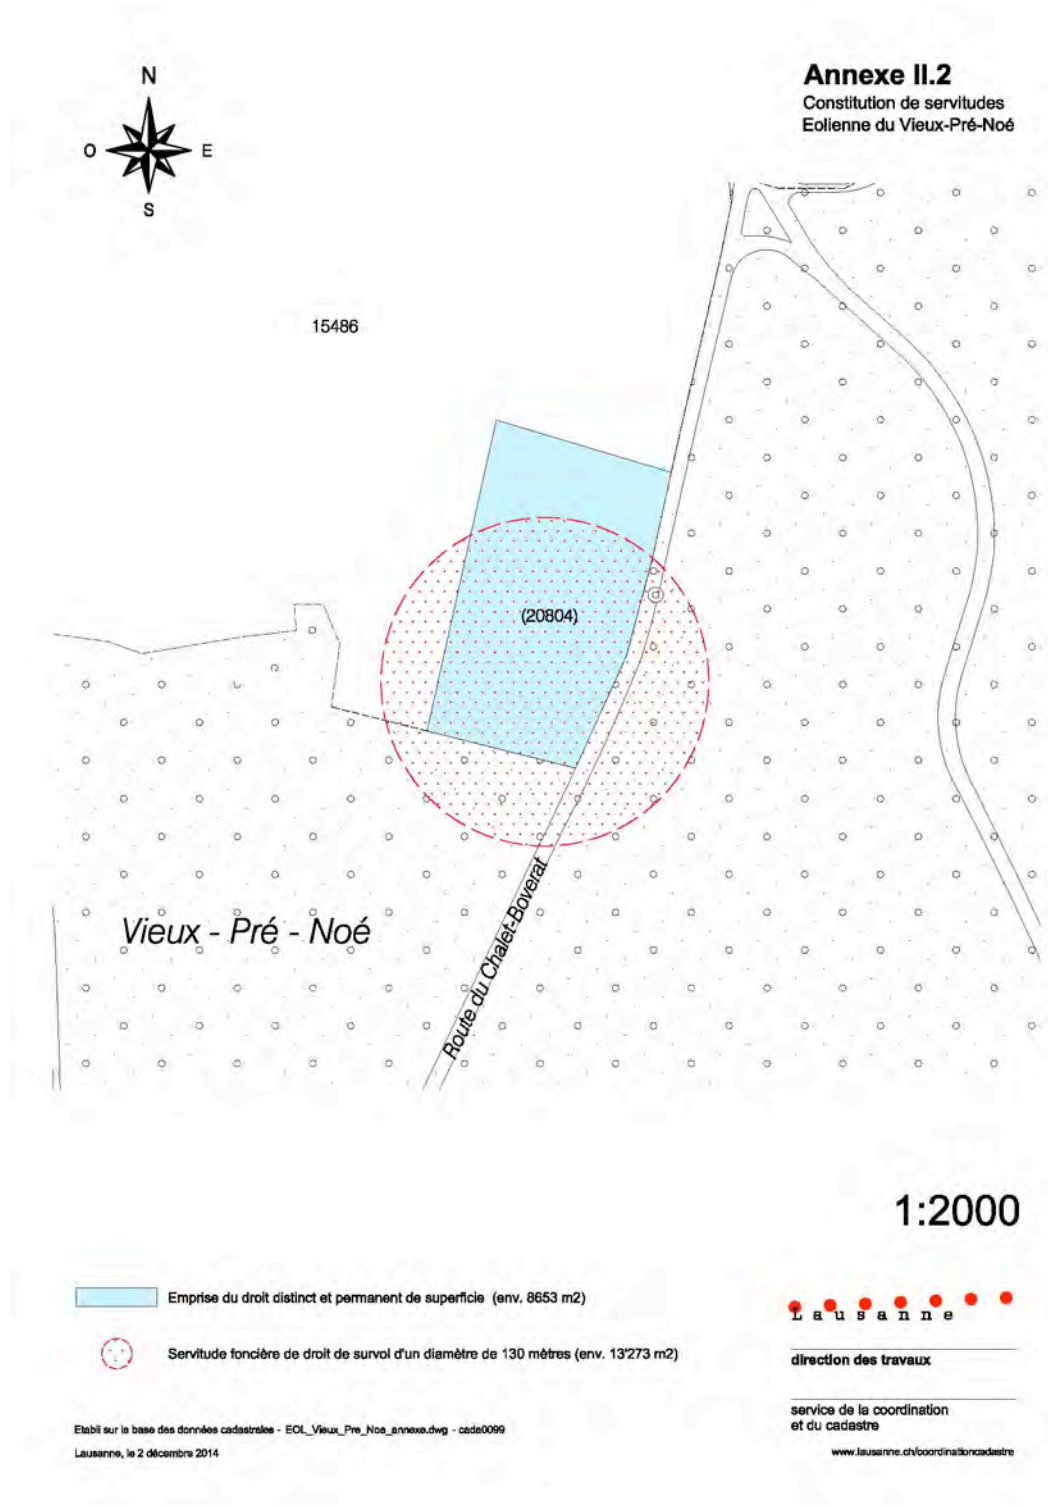 Annexe II.2
Constitution de servitudes
Eolienne du Vieux-Pré-Noé
N
O
E
S
15486
(20804)
Vieux - Pré - Noé
Route du Chalet-Boverat
1:2000
Emprise du droit distinct et permanent de superficie (env. 8653 m2)
Servitude foncière de droit de survol d'un diamètre de 130 mètres (env. 13'273 m2)
Lausanne
direction des travaux
service de la coordination
et du cadastre
www.lausanne.ch/coordinationcadastre
Etabli sur la base des données cadastrales - EOL_Vieux_Pre_Noe_annexe.dwg - cada0099
Lausanne, le 2 décembre 2014